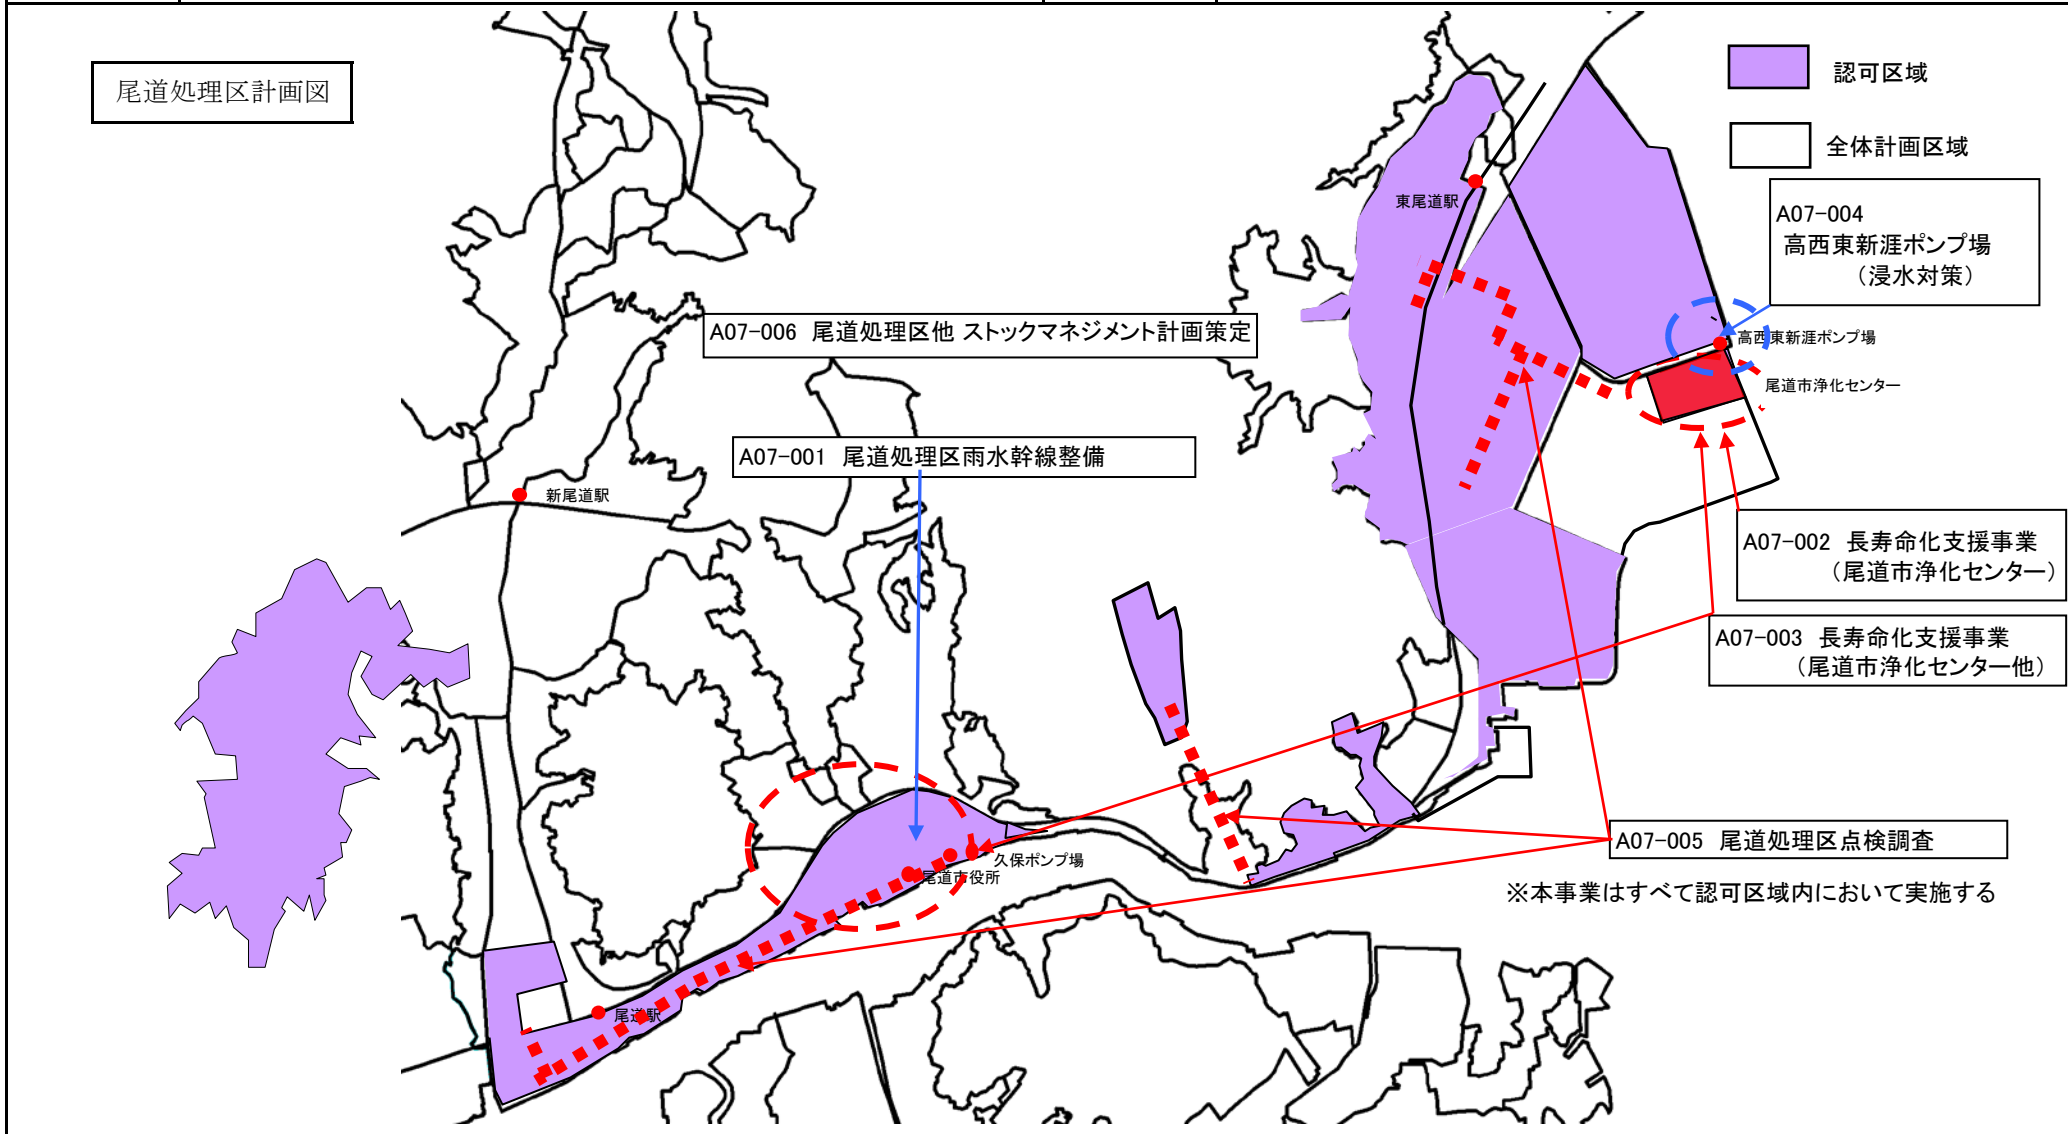 尾道処理区計画図
認可区域
全体計画区域
A07-004
高西東新涯ポンプ場
（浸水対策）
東尾道駅
A07-006 尾道処理区他 ストックマネジメント計画策定
高西東新涯ポンプ場
尾道市浄化センター
A07-001 尾道処理区雨水幹線整備
新尾道駅
A07-002 長寿命化支援事業
（尾道市浄化センター）
A07-003 長寿命化支援事業
（尾道市浄化センター他）
A07-005 尾道処理区点検調査
久保ポンプ場
尾道市役所
※本事業はすべて認可区域内において実施する
尾道駅